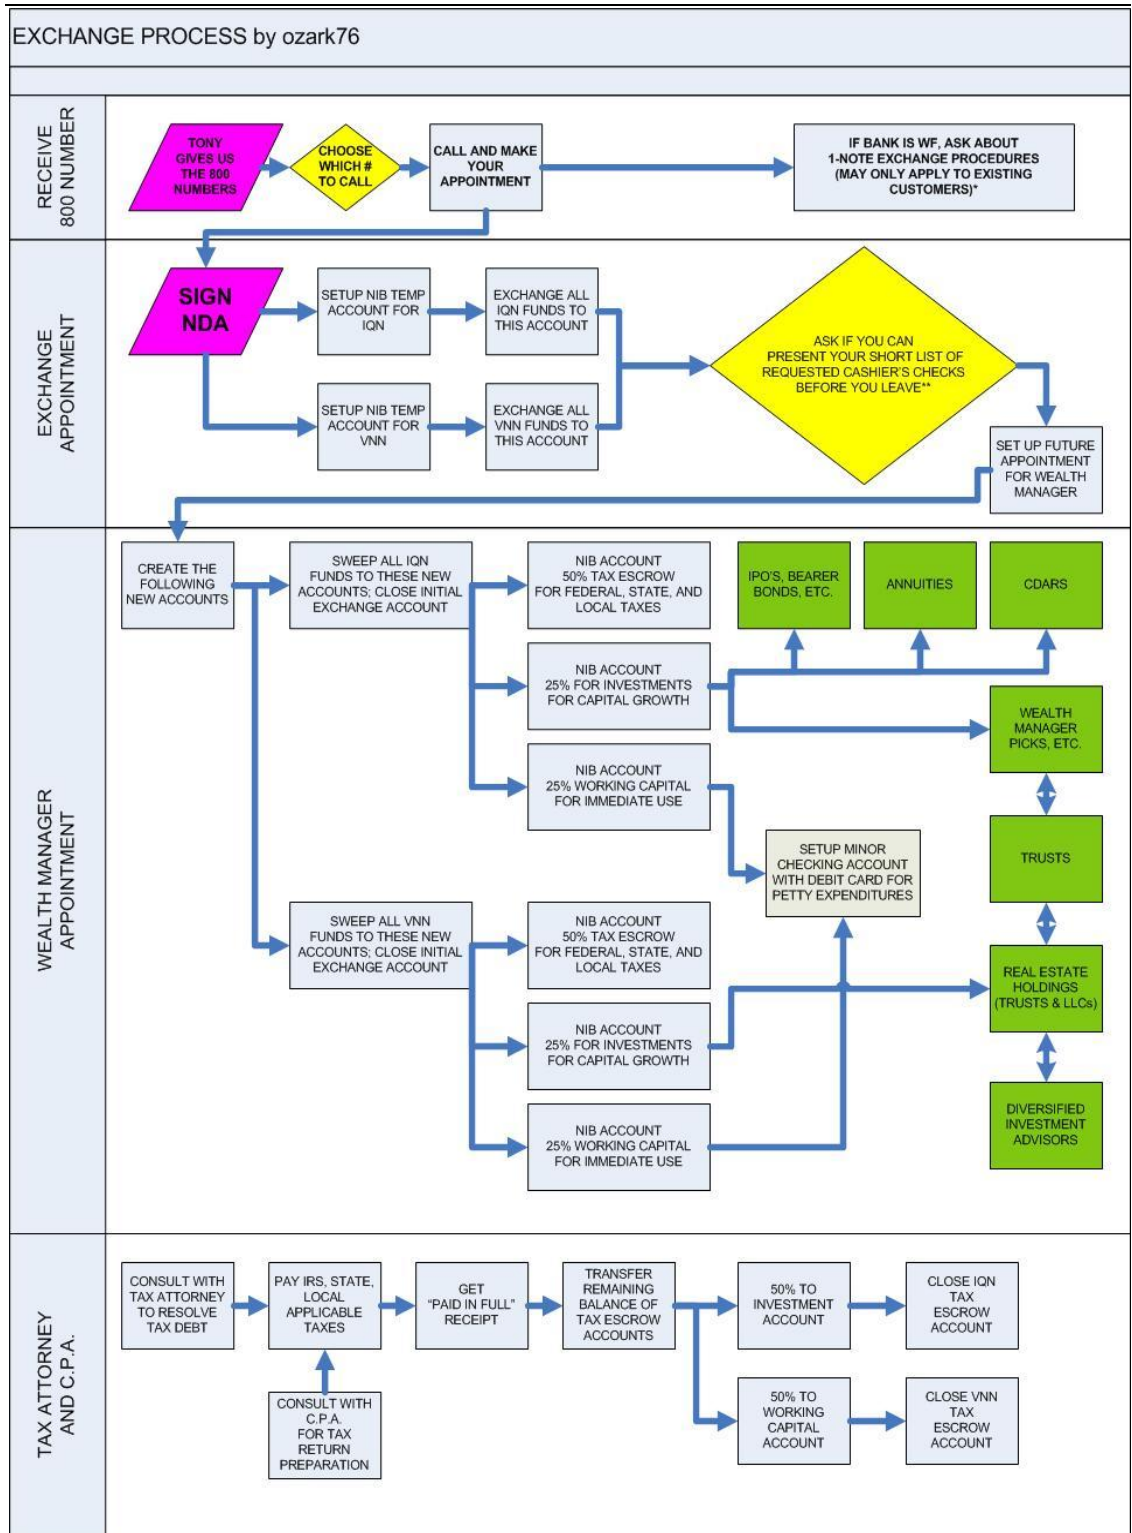 EXCHANGE PROCESS by ozark76
RECEIVE
800 NUMBER
TONY
GIVES US
THE 800
NUMBERS
CHOOSE
WHICH #
TO CALL
CALL AND MAKE
YOUR
APPOINTMENT
IF BANK IS WF, ASK ABOUT
1-NOTE EXCHANGE PROCEDURES
(MAY ONLY APPLY TO EXISTING
CUSTOMERS)*
EXCHANGE
APPOINTMENT
SIGN
NDA
SETUP NIB TEMP
ACCOUNT FOR
IQN
EXCHANGE ALL
IQN FUNDS TO
THIS ACCOUNT
SETUP NIB TEMP
ACCOUNT FOR
VNN
EXCHANGE ALL
VNN FUNDS TO
THIS ACCOUNT
ASK IF YOU CAN
PRESENT YOUR SHORT LIST OF
REQUESTED CASHIER'S CHECKS
BEFORE YOU LEAVE**
SET UP FUTURE
APPOINTMENT
FOR WEALTH
MANAGER
WEALTH MANAGER
APPOINTMENT
CREATE THE
FOLLOWING
NEW ACCOUNTS
SWEEP ALL IQN
FUNDS TO THESE NEW
ACCOUNTS; CLOSE INITIAL
EXCHANGE ACCOUNT
NIB ACCOUNT
50% TAX ESCROW
FOR FEDERAL, STATE, AND
LOCAL TAXES
IPO'S, BEARER
BONDS, ETC.
ANNUITIES
CDARS
NIB ACCOUNT
25% FOR INVESTMENTS
FOR CAPITAL GROWTH
WEALTH
MANAGER
PICKS, ETC.
NIB ACCOUNT
25% WORKING CAPITAL
FOR IMMEDIATE USE
SETUP MINOR
CHECKING ACCOUNT
WITH DEBIT CARD FOR
PETTY EXPENDITURES
TRUSTS
SWEEP ALL VNN
FUNDS TO THESE NEW
ACCOUNTS; CLOSE INITIAL
EXCHANGE ACCOUNT
NIB ACCOUNT
50% TAX ESCROW
FOR FEDERAL, STATE, AND
LOCAL TAXES
REAL ESTATE
HOLDINGS
(TRUSTS & LLCs)
NIB ACCOUNT
25% FOR INVESTMENTS
FOR CAPITAL GROWTH
DIVERSIFIED
INVESTMENT
ADVISORS
NIB ACCOUNT
25% WORKING CAPITAL
FOR IMMEDIATE USE
TAX ATTORNEY
AND C.P.A.
CONSULT WITH
TAX ATTORNEY
TO RESOLVE
TAX DEBT
PAY IRS, STATE,
LOCAL
APPLICABLE
TAXES
GET
"PAID IN FULL"
RECEIPT
TRANSFER
REMAINING
BALANCE OF
TAX ESCROW
ACCOUNTS
50% TO
INVESTMENT
ACCOUNT
CLOSE IQN
TAX
ESCROW
ACCOUNT
CONSULT WITH
C.P.A.
FOR TAX
RETURN
PREPARATION
50% TO
WORKING
CAPITAL
ACCOUNT
CLOSE VNN
TAX
ESCROW
ACCOUNT